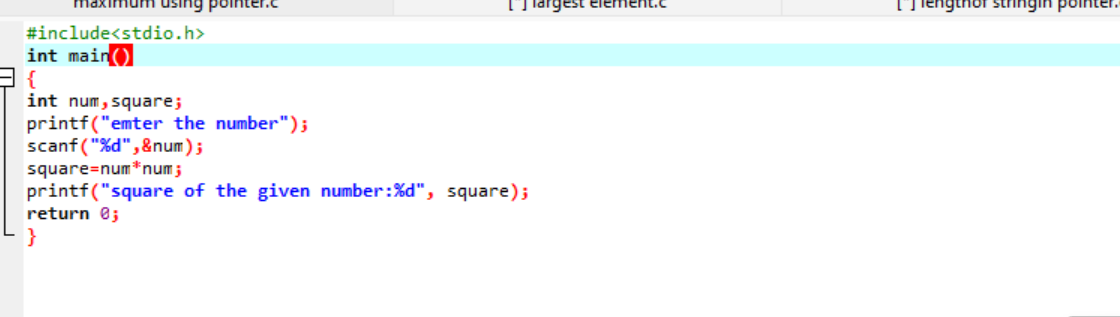 maximum using pointer.c [*] largest element.c [*] lengthof stringin pointer.
#include<stdio.h>
int main()
{
int num,square;
printf("emter the number");
scanf("%d",&num);
square=num*num;
printf("square of the given number:%d", square);
return 0;
}